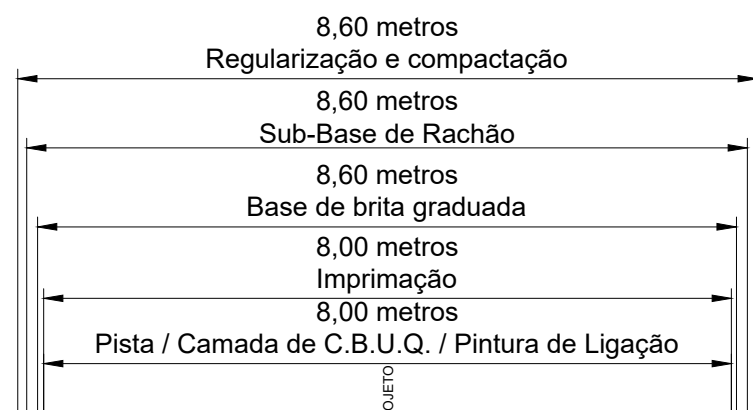 8,60 metros
Regularização e compactação
8,60 metros
Sub-Base de Rachão
8,60 metros
Base de brita graduada
8,00 metros
Imprimação
8,00 metros
Pista / Camada de C.B.U.Q. / Pintura de Ligação
OJETO